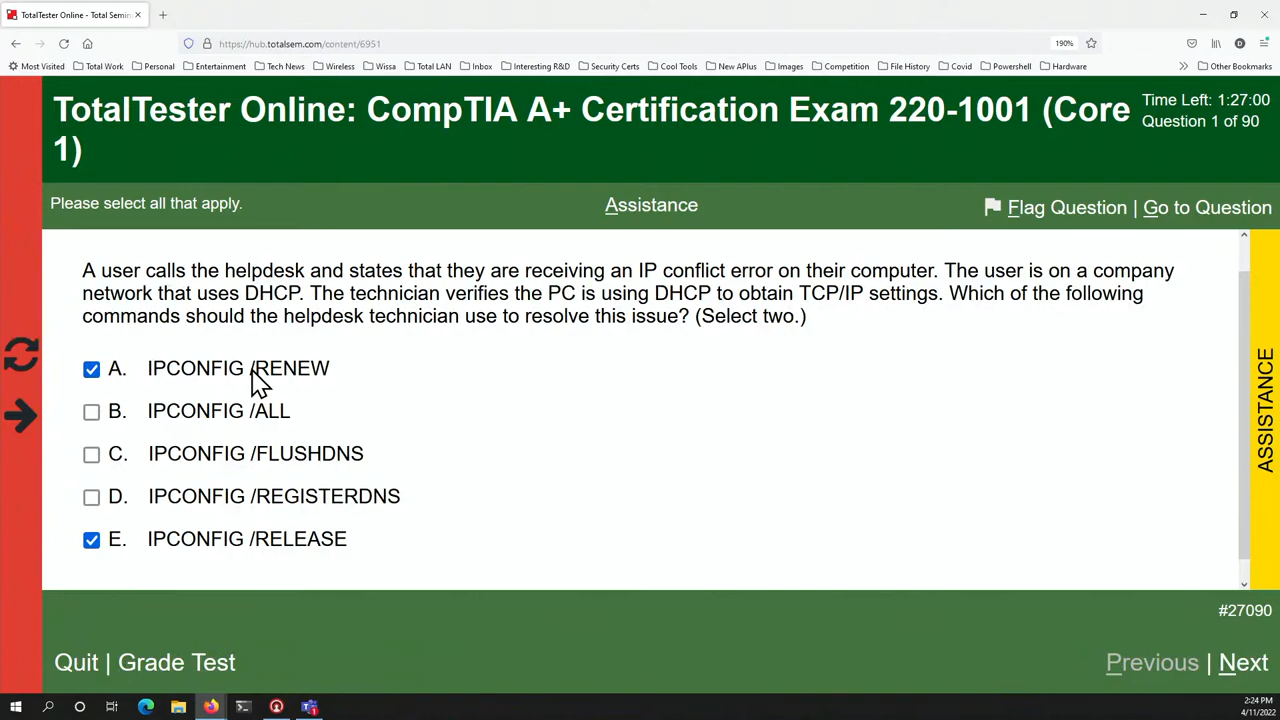 TotalTester Online - Total Semin
https://hub.totalsem.com/content/6951
190%
Most Visited
Total Work
Personal
Entertainment
Tech News
Wireless
Wissa
Total LAN
Inbox
Interesting R&D
Security Certs
Cool Tools
New APlus
Images
Competition
File History
Covid
Powershell
Hardware
Other Bookmarks
TotalTester Online: CompTIA A+ Certification Exam 220-1001 (Core
1)
Time Left: 1:27:00
Question 1 of 90
Please select all that apply.
Assistance
Flag Question | Go to Question
A user calls the helpdesk and states that they are receiving an IP conflict error on their computer. The user is on a company
network that uses DHCP. The technician verifies the PC is using DHCP to obtain TCP/IP settings. Which of the following
commands should the helpdesk technician use to resolve this issue? (Select two.)
A. IPCONFIG /RENEW
B. IPCONFIG /ALL
C. IPCONFIG /FLUSHDNS
D. IPCONFIG /REGISTERDNS
E. IPCONFIG /RELEASE
ASSISTANCE
#27090
Quit | Grade Test
Previous | Next
2:24 PM
4/11/2022